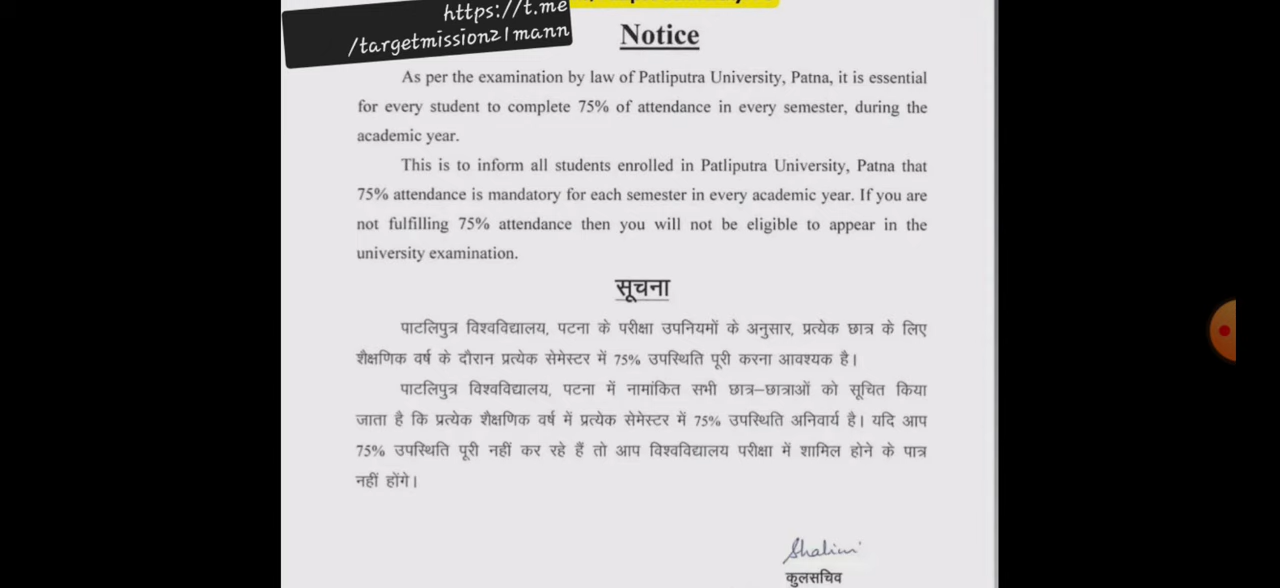 https://t.me
/targetmission21mann
Notice
As per the examination by law of Patliputra University, Patna, it is essential
for every student to complete 75% of attendance in every semester, during the
academic year.
This is to inform all students enrolled in Patliputra University, Patna that
75% attendance is mandatory for each semester in every academic year. If you are
not fulfilling 75% attendance then you will not be eligible to appear in the
university examination.
सूचना
पाटलिपुत्र विश्वविद्यालय, पटना के परीक्षा उपनियमों के अनुसार, प्रत्येक छात्र के लिए
शैक्षणिक वर्ष के दौरान प्रत्येक सेमेस्टर में 75% उपस्थिति पूरी करना आवश्यक है।
पाटलिपुत्र विश्वविद्यालय, पटना में नामांकित सभी छात्र–छात्राओं को सूचित किया
जाता है कि प्रत्येक शैक्षणिक वर्ष में प्रत्येक सेमेस्टर में 75% उपस्थिति अनिवार्य है। यदि आप
75% उपस्थिति पूरी नहीं कर रहे हैं तो आप विश्वविद्यालय परीक्षा में शामिल होने के पात्र
नहीं होंगे।
Shalini
कुलसचिव